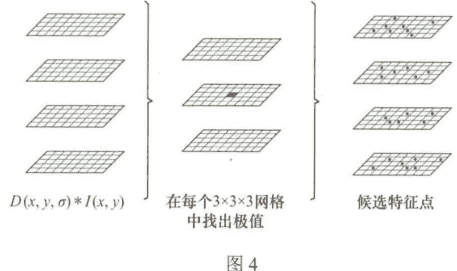 D(x, y, σ)∗I(x, y)
在每个3×3×3网格
中找出极值
候选特征点
图 4